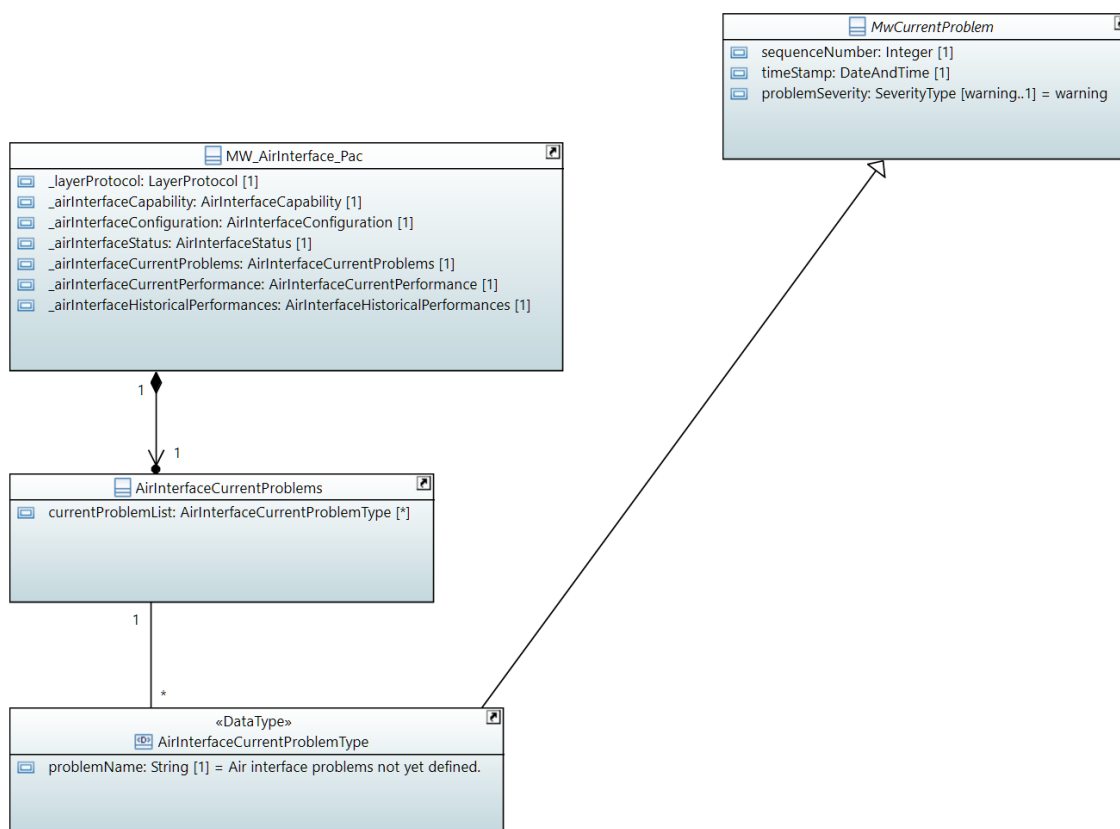 MwCurrentProblem
sequenceNumber: Integer [1]
timeStamp: DateAndTime [1]
problemSeverity: SeverityType [warning..1] = warning
MW_AirInterface_Pac
_layerProtocol: LayerProtocol [1]
_airInterfaceCapability: AirInterfaceCapability [1]
_airInterfaceConfiguration: AirInterfaceConfiguration [1]
_airInterfaceStatus: AirInterfaceStatus [1]
_airInterfaceCurrentProblems: AirInterfaceCurrentProblems [1]
_airInterfaceCurrentPerformance: AirInterfaceCurrentPerformance [1]
_airInterfaceHistoricalPerformances: AirInterfaceHistoricalPerformances [1]
1
1
AirInterfaceCurrentProblems
currentProblemList: AirInterfaceCurrentProblemType [*]
1
*
«DataType»
«D» AirInterfaceCurrentProblemType
problemName: String [1] = Air interface problems not yet defined.